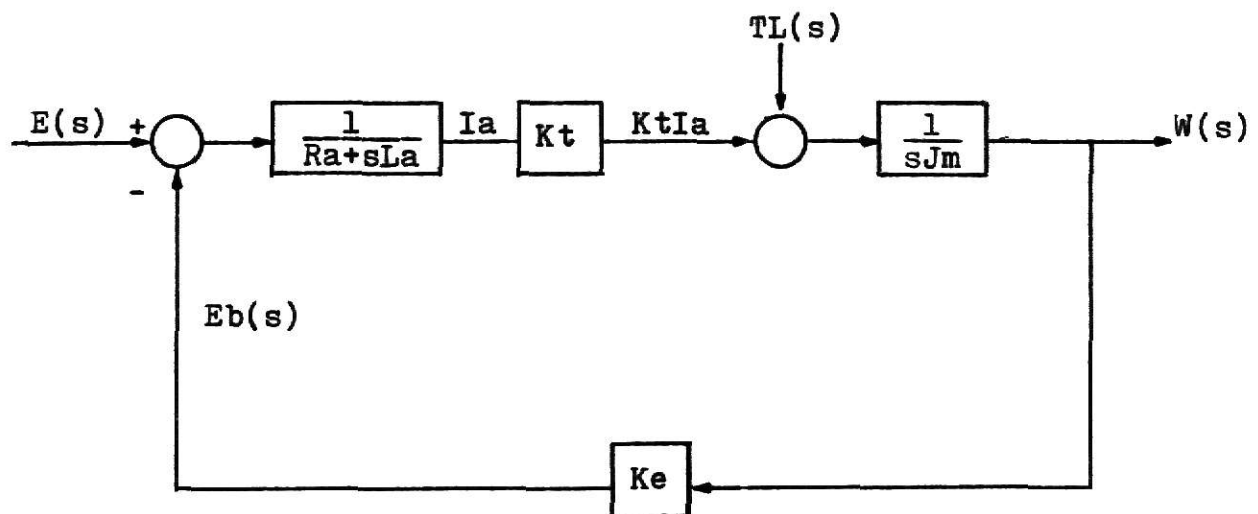 TL(s)
E(s) +
1
Ra+sLa
Ia
Kt
KtIa
1
sJm
W(s)
-
Eb(s)
Ke